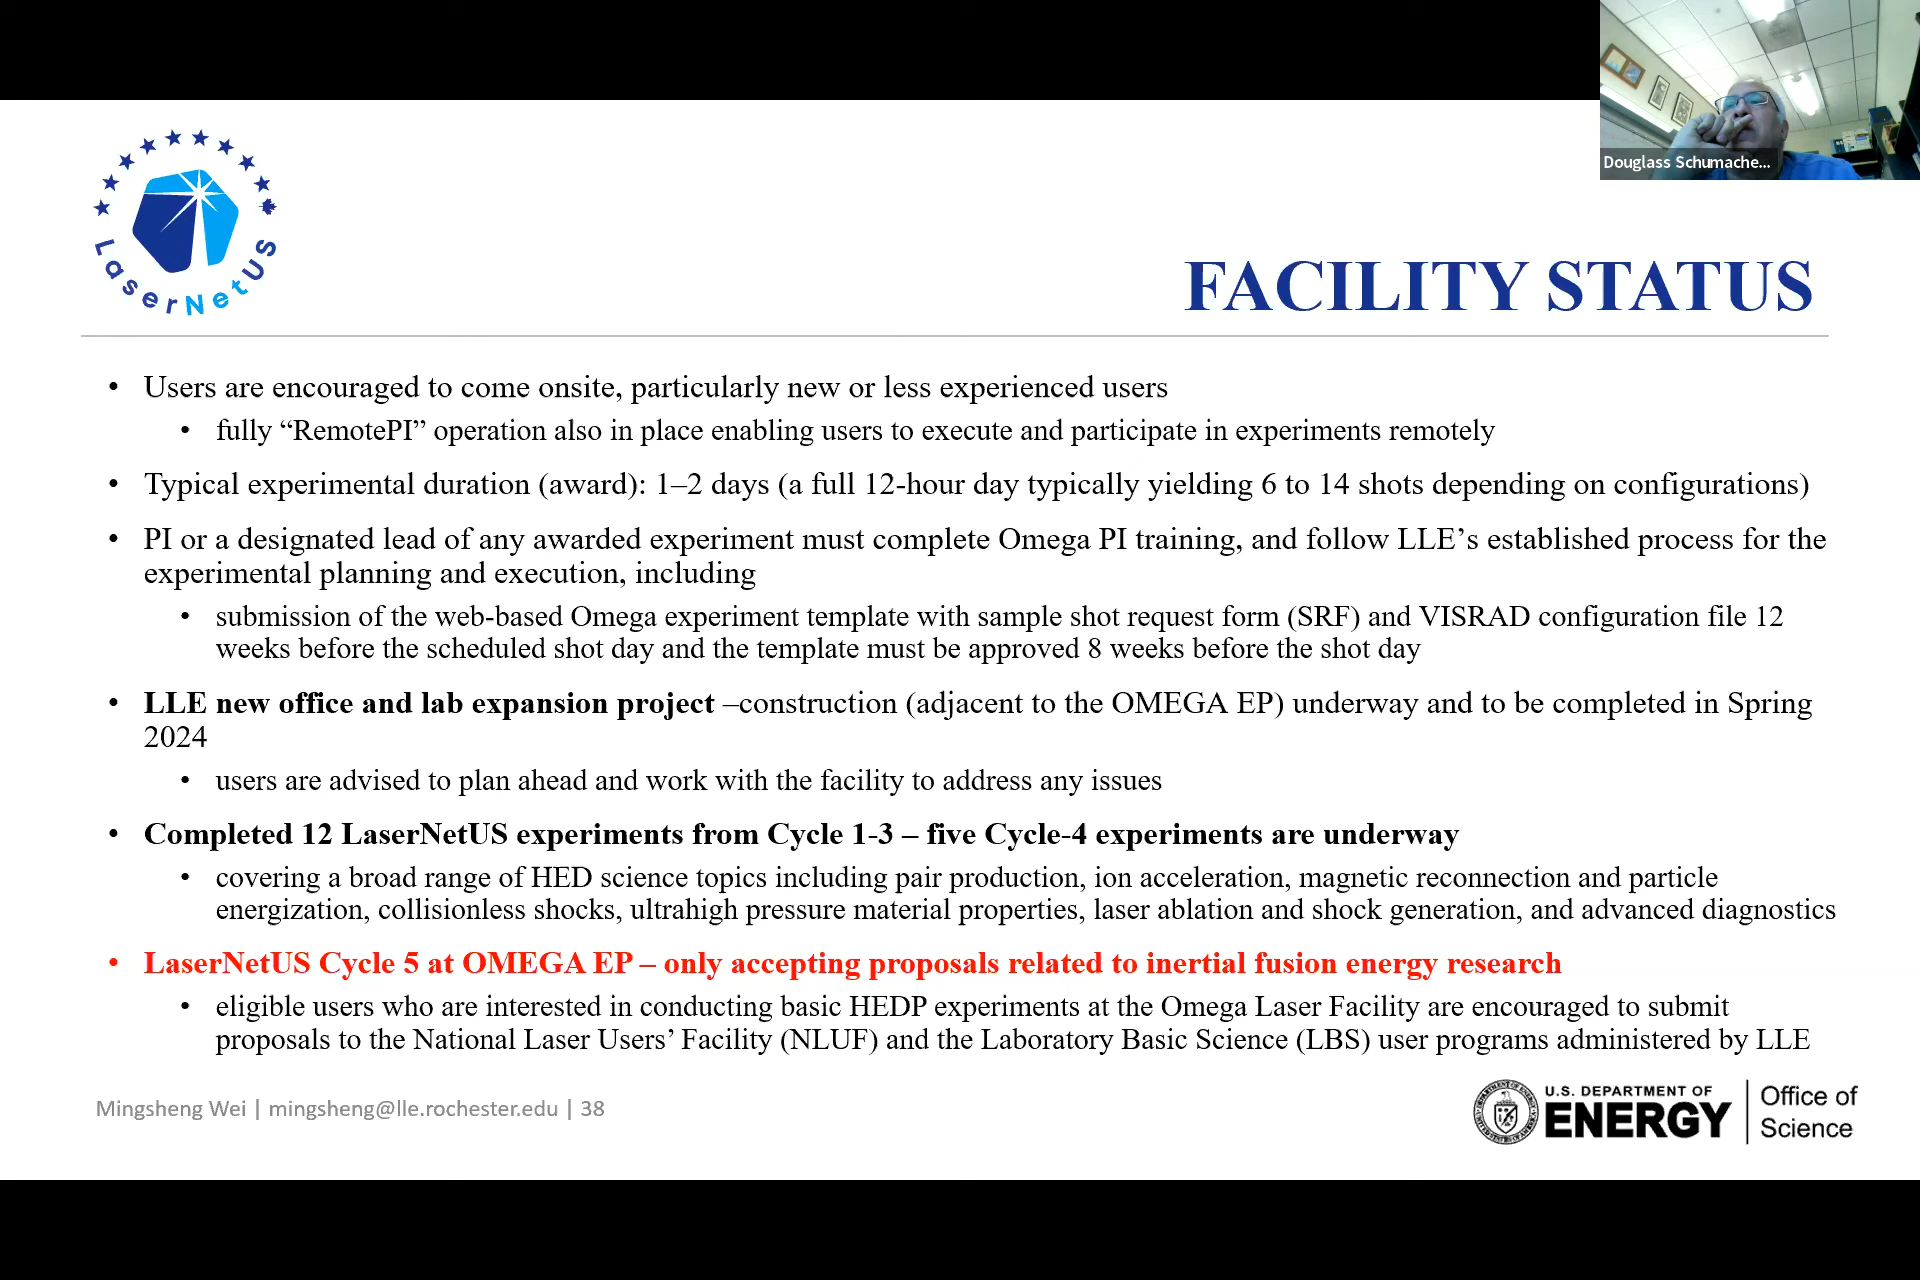 Douglass Schumache...
LaserNetUS
FACILITY STATUS
• Users are encouraged to come onsite, particularly new or less experienced users
• fully “RemotePI” operation also in place enabling users to execute and participate in experiments remotely
• Typical experimental duration (award): 1–2 days (a full 12-hour day typically yielding 6 to 14 shots depending on configurations)
• PI or a designated lead of any awarded experiment must complete Omega PI training, and follow LLE’s established process for the
experimental planning and execution, including
• submission of the web-based Omega experiment template with sample shot request form (SRF) and VISRAD configuration file 12
weeks before the scheduled shot day and the template must be approved 8 weeks before the shot day
• LLE new office and lab expansion project –construction (adjacent to the OMEGA EP) underway and to be completed in Spring
2024
• users are advised to plan ahead and work with the facility to address any issues
• Completed 12 LaserNetUS experiments from Cycle 1-3 – five Cycle-4 experiments are underway
• covering a broad range of HED science topics including pair production, ion acceleration, magnetic reconnection and particle
energization, collisionless shocks, ultrahigh pressure material properties, laser ablation and shock generation, and advanced diagnostics
• LaserNetUS Cycle 5 at OMEGA EP – only accepting proposals related to inertial fusion energy research
• eligible users who are interested in conducting basic HEDP experiments at the Omega Laser Facility are encouraged to submit
proposals to the National Laser Users’ Facility (NLUF) and the Laboratory Basic Science (LBS) user programs administered by LLE
Mingsheng Wei | mingsheng@lle.rochester.edu | 38
U.S. DEPARTMENT OF
ENERGY
Office of
Science